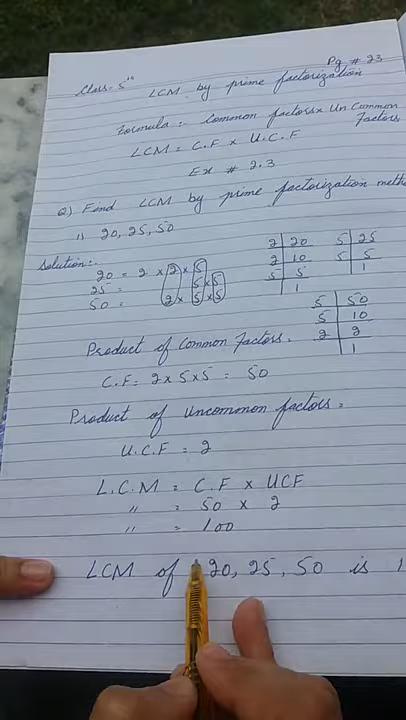 Pg # 23
Class - 5th LCM by prime factorization
Formula :- Common factors x Un Common Factors
LCM = C.F x U.C.F
Ex # 2.3
Q) Find LCM by prime factorization
i) 20, 25, 50
Solution:-
20 = 2 x 2 x 5
25 = 5 x 5
50 = 2 x 5 x 5
2 | 20
2 | 10
5 | 5
1
5 | 25
5 | 5
1
5 | 50
5 | 10
2 | 2
1
Product of Common Factors.
C.F = 2 x 5 x 5 = 50
Product of Uncommon factors =
U.C.F = 2
L.C.M = C.F x UCF
" = 50 x 2
" = 100
LCM of 20, 25, 50 is 1